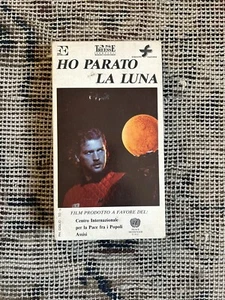 HO PARATO
LA LUNA
FILM PRODOTTO A FAVORE DEL:
Centro Internazionale
per la Pace fra i Popoli
Assisi